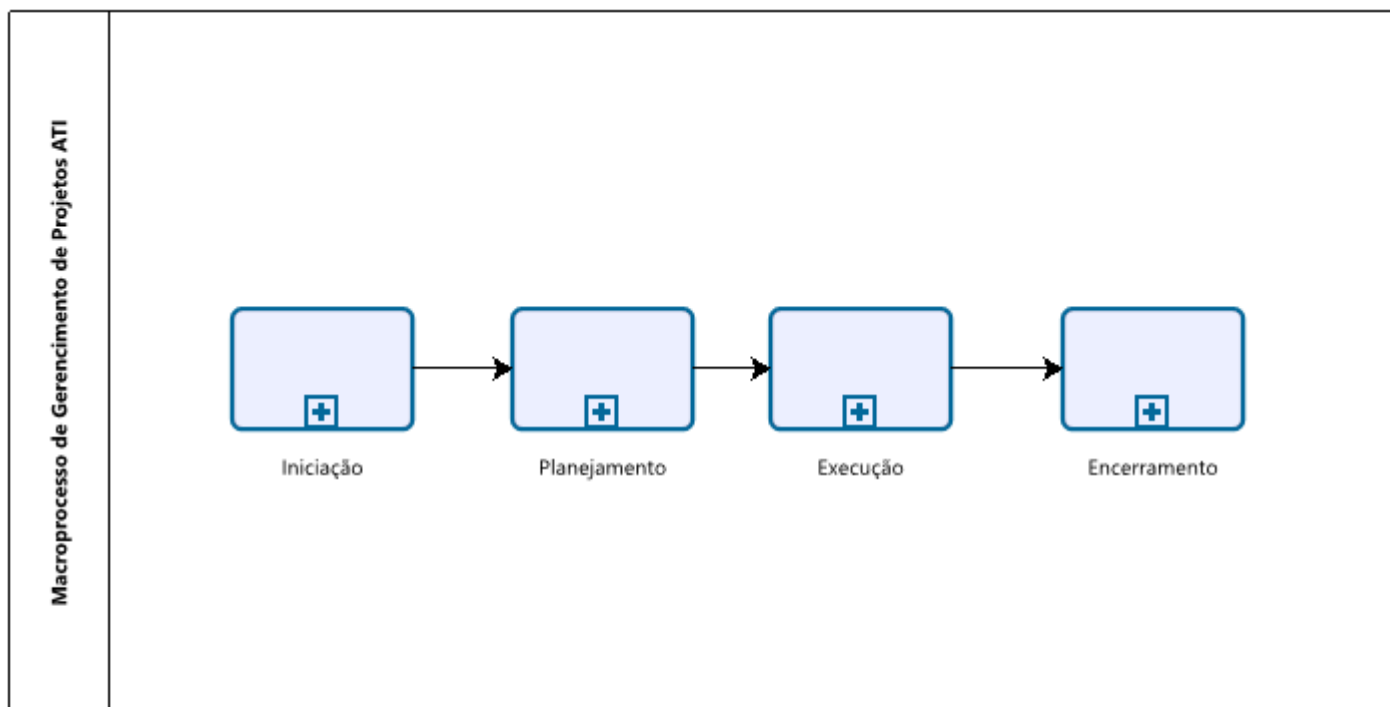 Macroprocesso de Gerencimento de Projetos ATI
Iniciação
Planejamento
Execução
Encerramento